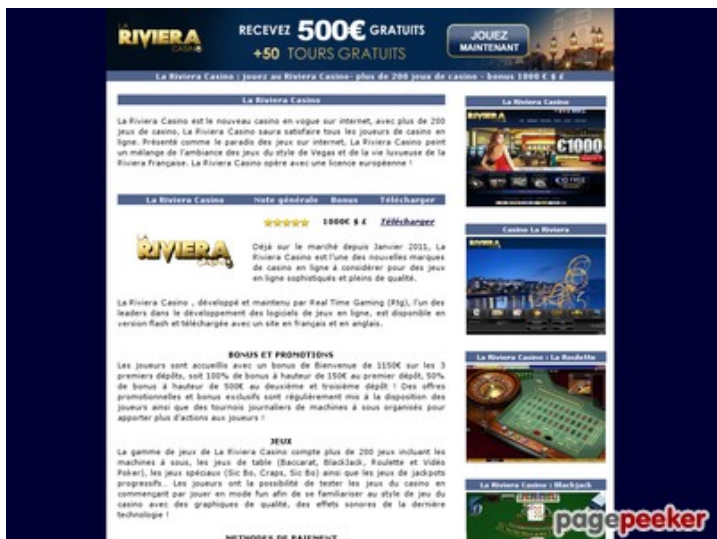 LA
RIVIERA
CASINO
RECEVEZ 500€ GRATUITS
+50 TOURS GRATUITS
JOUEZ
MAINTENANT
La Riviera Casino : jouez au Riviera Casino- plus de 200 jeux de casino - bonus 1000 € $ £
La Riviera Casino
La Riviera Casino est le nouveau casino en vogue sur internet, avec plus de 200
jeux de casino, La Riviera Casino saura satisfaire tous les joueurs de casino en
ligne. Présenté comme le paradis des jeux sur internet, La Riviera Casino peint
un mélange de l'ambiance des jeux du style de Vegas et de la vie luxueuse de la
Riviera Française. La Riviera Casino opère avec une licence européenne !
La Riviera Casino Note générale Bonus Télécharger
1000€ $ £ Télécharger
LA
RIVIERA
CASINO
Déjà sur le marché depuis Janvier 2011, La
Riviera Casino est l'une des nouvelles marques
de casino en ligne à considérer pour des jeux
en ligne sophistiqués et pleins de qualité.
La Riviera Casino , développé et maintenu par Real Time Gaming (Rtg), l'un des
leaders dans le développement des logiciels de jeux en ligne, est disponible en
version flash et téléchargée avec un site en français et en anglais.
BONUS ET PROMOTIONS
Les joueurs sont accueillis avec un bonus de Bienvenue de 1150€ sur les 3
premiers dépôts, soit 100% de bonus à hauteur de 150€ au premier dépôt, 50%
de bonus à hauteur de 500€ au deuxième et troisième dépôt ! Des offres
promotionnelles et bonus exclusifs sont régulièrement mis à la disposition des
joueurs ainsi que des tournois journaliers de machines à sous organisés pour
apporter plus d'actions aux joueurs !
JEUX
La gamme de jeux de La Riviera Casino compte plus de 200 jeux incluant les
machines à sous, les jeux de table (Baccarat, BlackJack, Roulette et Vidéo
Poker), les jeux spéciaux (Sic Bo, Craps, Sic Bo) ainsi que les jeux de jackpots
progressifs... Les joueurs ont la possibilité de tester les jeux du casino en
commençant par jouer en mode fun afin de se familiariser au style de jeu du
casino avec des graphiques de qualité, des effets sonores de la dernière
technologie !
METHODES DE PAIEMENT
La Riviera Casino
RIVIERA
€1000
€10 FREE
Casino La Riviera
RIVIERA
La Riviera Casino : La Roulette
La Riviera Casino : Blackjack
pagepeeker